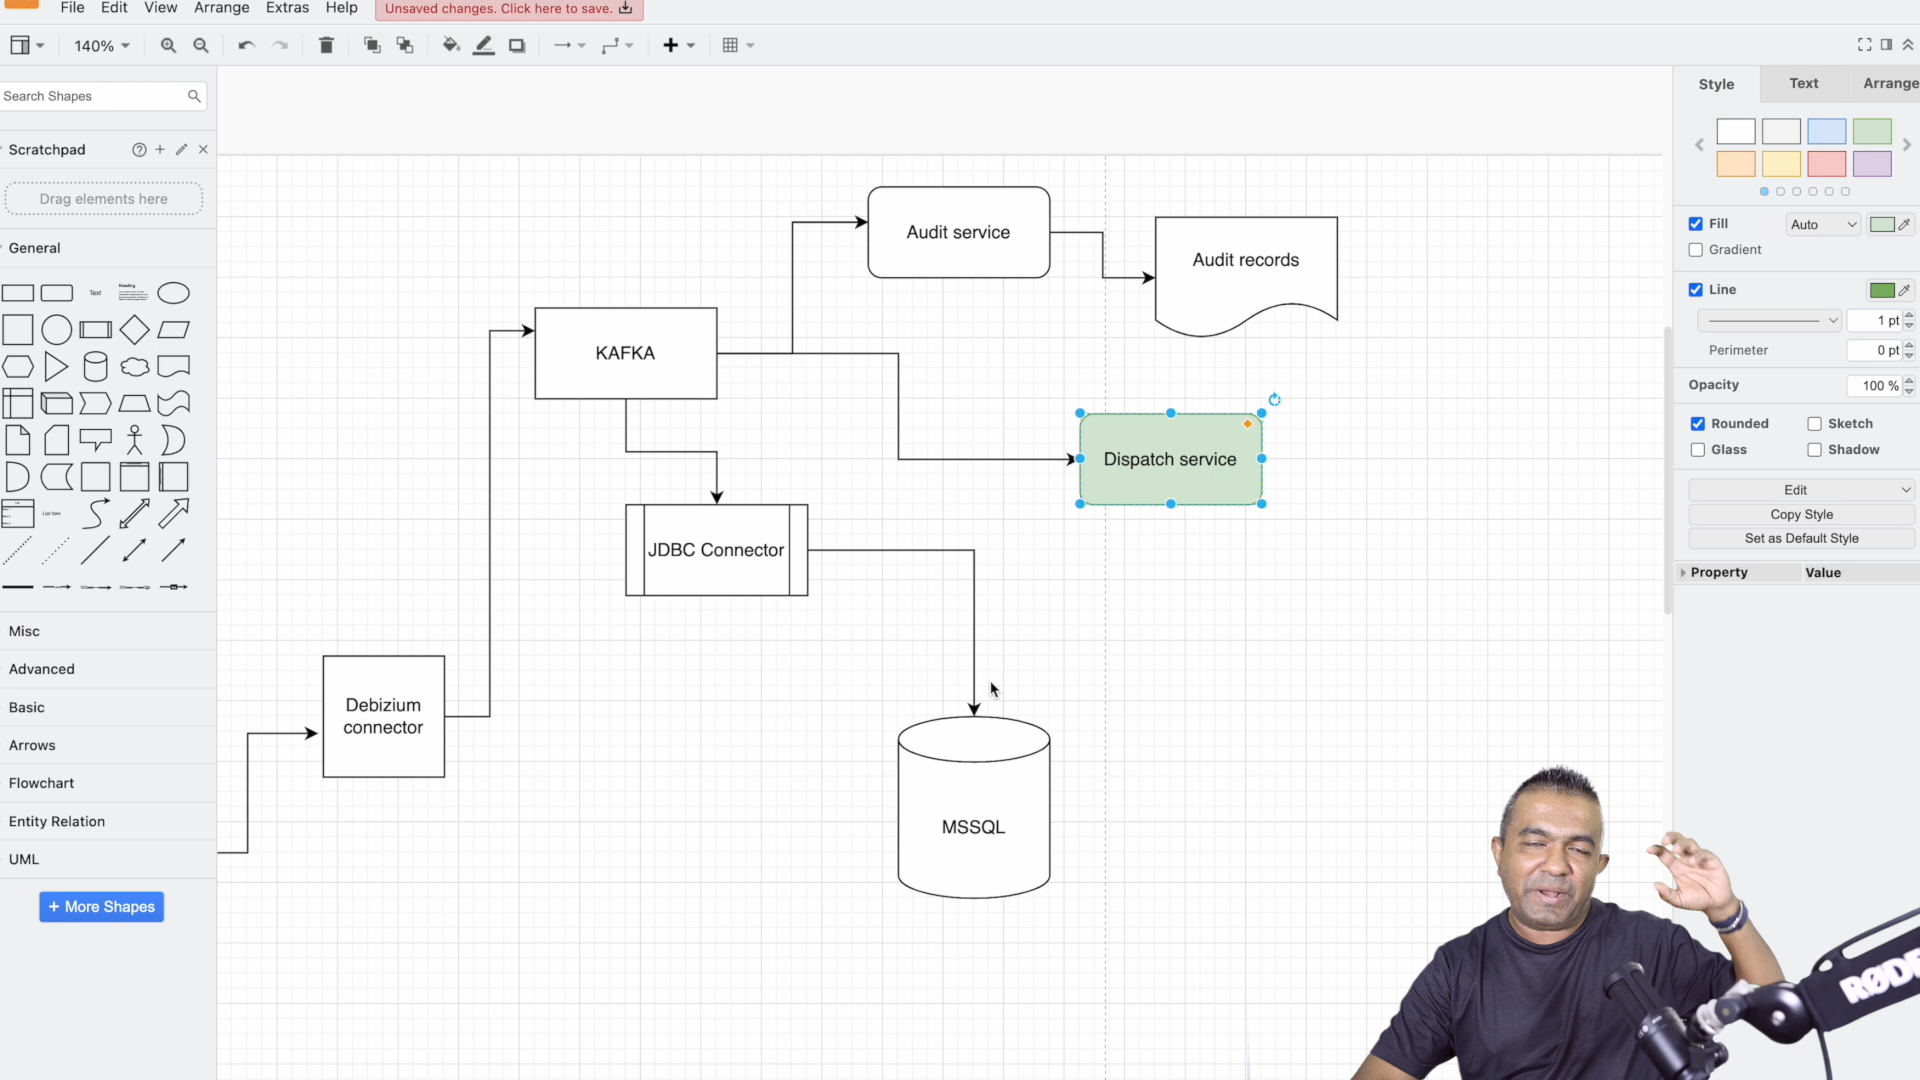 File Edit View Arrange Extras Help Unsaved changes. Click here to save.
140%
Search Shapes
Scratchpad
Drag elements here
General
Text
Heading
List Item
Misc
Advanced
Basic
Arrows
Flowchart
Entity Relation
UML
+ More Shapes
Audit service
Audit records
KAFKA
Dispatch service
JDBC Connector
Debizium
connector
MSSQL
Style Text Arrange
Fill Auto
Gradient
Line
1 pt
Perimeter 0 pt
Opacity 100 %
Rounded Sketch
Glass Shadow
Edit
Copy Style
Set as Default Style
Property Value
RØDE